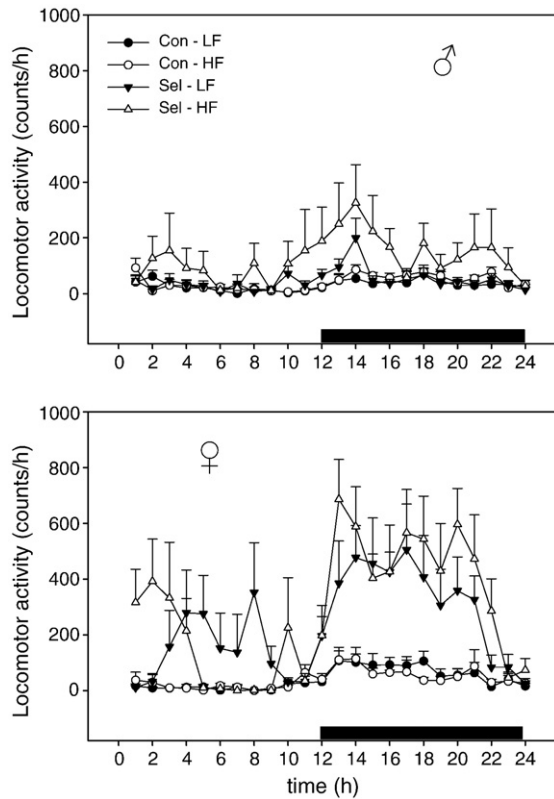 1000
800
600
400
200
0
Locomotor activity (counts/h)
Con - LF
Con - HF
Sel - LF
Sel - HF
♂
0 2 4 6 8 10 12 14 16 18 20 22 24
1000
800
600
400
200
0
Locomotor activity (counts/h)
♀
0 2 4 6 8 10 12 14 16 18 20 22 24
time (h)